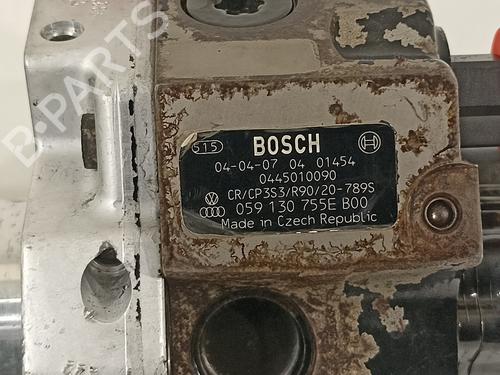 B-PARTS
515 BOSCH
04-04-07 04 01454
0445010090
CR/CP3S3/R90/20-789S
059 130 755E B00
Made in Czech Republic